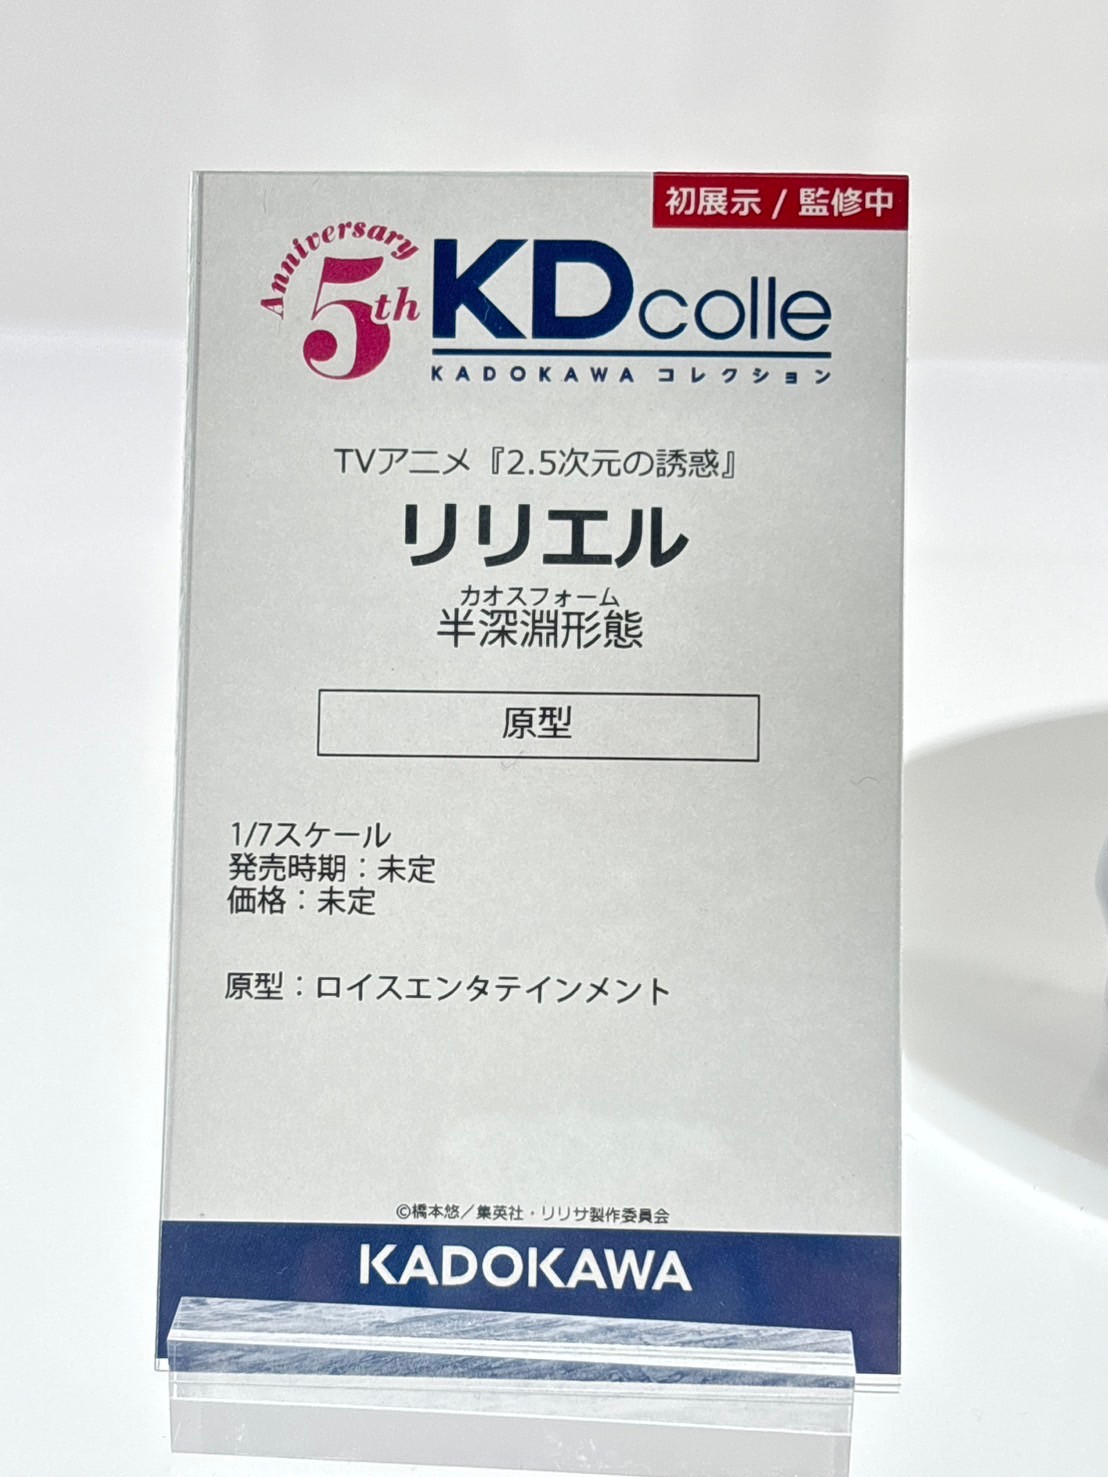 初展示 / 監修中
Anniversary
5th
KDcolle
KADOKAWA コレクション
TVアニメ『2.5次元の誘惑』
リリエル
カオスフォーム
半深淵形態
原型
1/7スケール
発売時期：未定
価格：未定
原型：ロイスエンタテインメント
©橋本悠／集英社・リリサ製作委員会
KADOKAWA